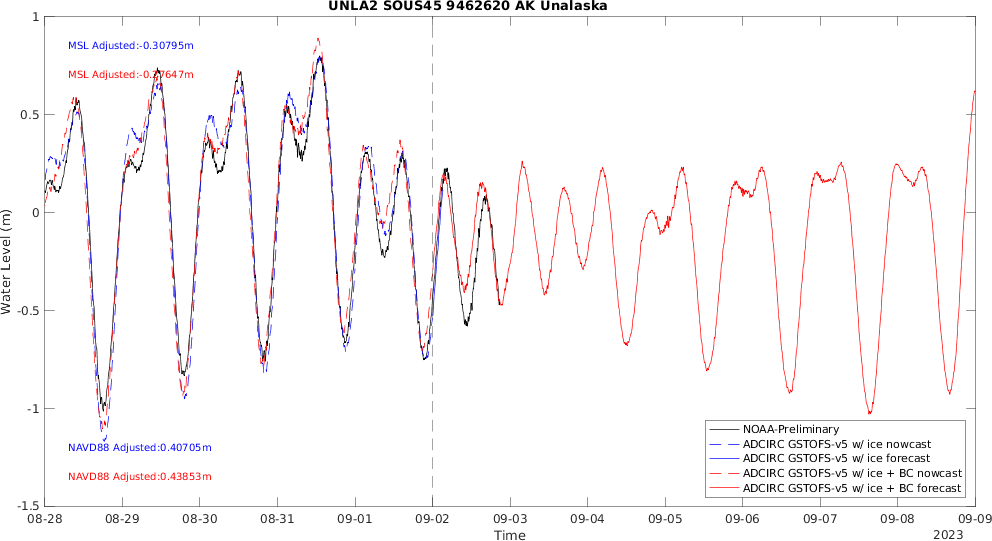 UNLA2 SOUS45 9462620 AK Unalaska
1
0.5
0
-0.5
-1
-1.5
Water Level (m)
MSL Adjusted:-0.30795m
MSL Adjusted:-0.27647m
NAVD88 Adjusted:0.40705m
NAVD88 Adjusted:0.43853m
NOAA-Preliminary
ADCIRC GSTOFS-v5 w/ ice nowcast
ADCIRC GSTOFS-v5 w/ ice forecast
ADCIRC GSTOFS-v5 w/ ice + BC nowcast
ADCIRC GSTOFS-v5 w/ ice + BC forecast
08-28 08-29 08-30 08-31 09-01 09-02 09-03 09-04 09-05 09-06 09-07 09-08 09-09
Time
2023